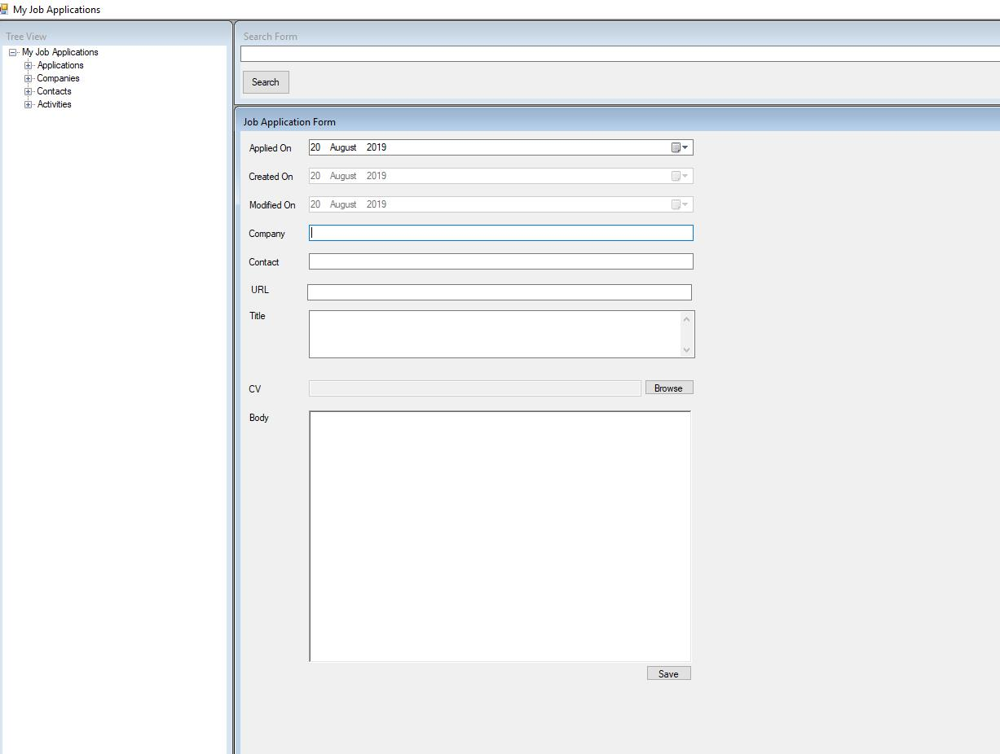 My Job Applications
Tree View
My Job Applications
Applications
Companies
Contacts
Activities
Search Form
Search
Job Application Form
Applied On 20 August 2019
Created On 20 August 2019
Modified On 20 August 2019
Company
Contact
URL
Title
CV Browse
Body
Save